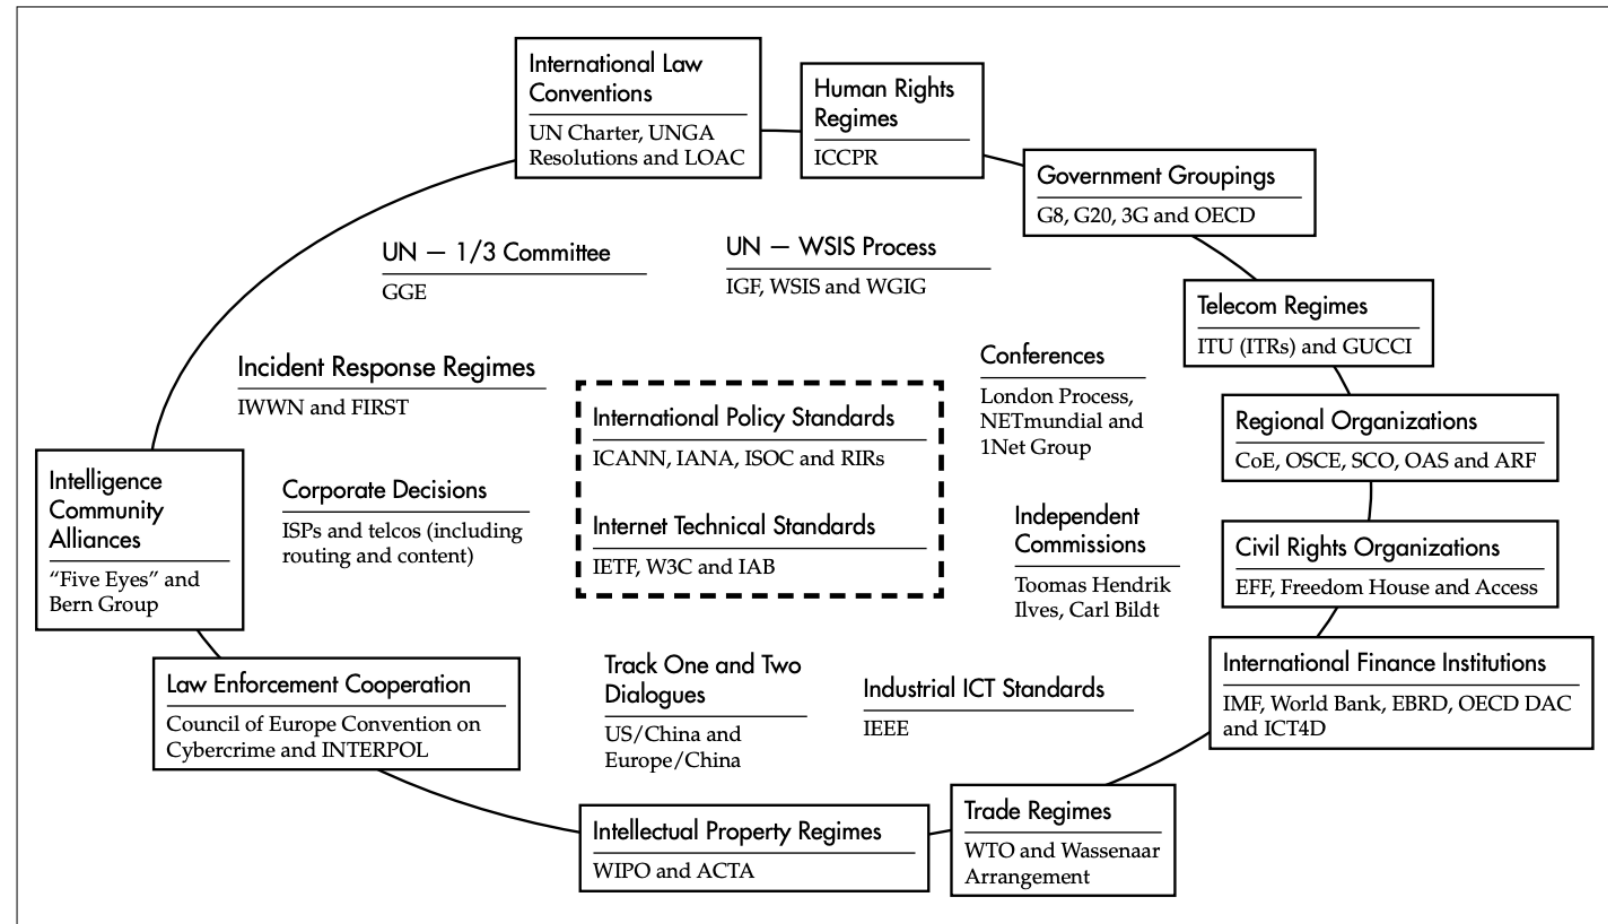 International Law
Conventions
UN Charter, UNGA
Resolutions and LOAC
Human Rights
Regimes
ICCPR
Government Groupings
G8, G20, 3G and OECD
UN — 1/3 Committee
GGE
UN — WSIS Process
IGF, WSIS and WGIG
Telecom Regimes
ITU (ITRs) and GUCCI
Incident Response Regimes
IWWN and FIRST
Conferences
London Process,
NETmundial and
1Net Group
International Policy Standards
ICANN, IANA, ISOC and RIRs
Internet Technical Standards
IETF, W3C and IAB
Regional Organizations
CoE, OSCE, SCO, OAS and ARF
Intelligence
Community
Alliances
“Five Eyes” and
Bern Group
Corporate Decisions
ISPs and telcos (including
routing and content)
Independent
Commissions
Toomas Hendrik
Ilves, Carl Bildt
Civil Rights Organizations
EFF, Freedom House and Access
Law Enforcement Cooperation
Council of Europe Convention on
Cybercrime and INTERPOL
Track One and Two
Dialogues
US/China and
Europe/China
Industrial ICT Standards
IEEE
International Finance Institutions
IMF, World Bank, EBRD, OECD DAC
and ICT4D
Intellectual Property Regimes
WIPO and ACTA
Trade Regimes
WTO and Wassenaar
Arrangement